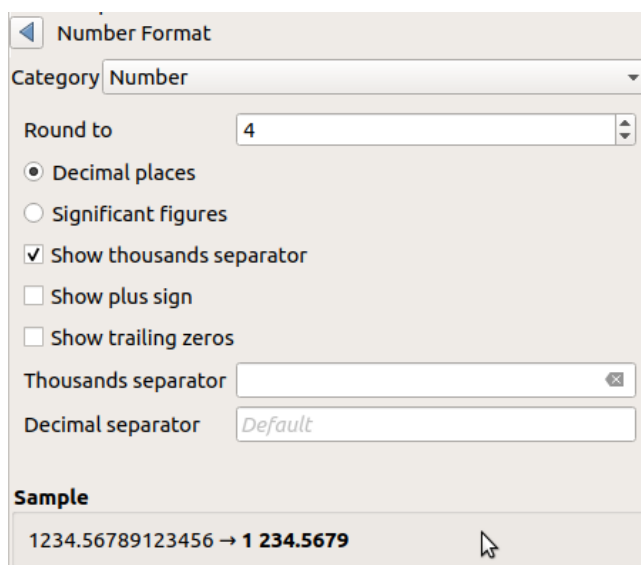 Number Format
Category Number
Round to 4
Decimal places
Significant figures
Show thousands separator
Show plus sign
Show trailing zeros
Thousands separator
Decimal separator Default
Sample
1234.56789123456 → 1 234.5679